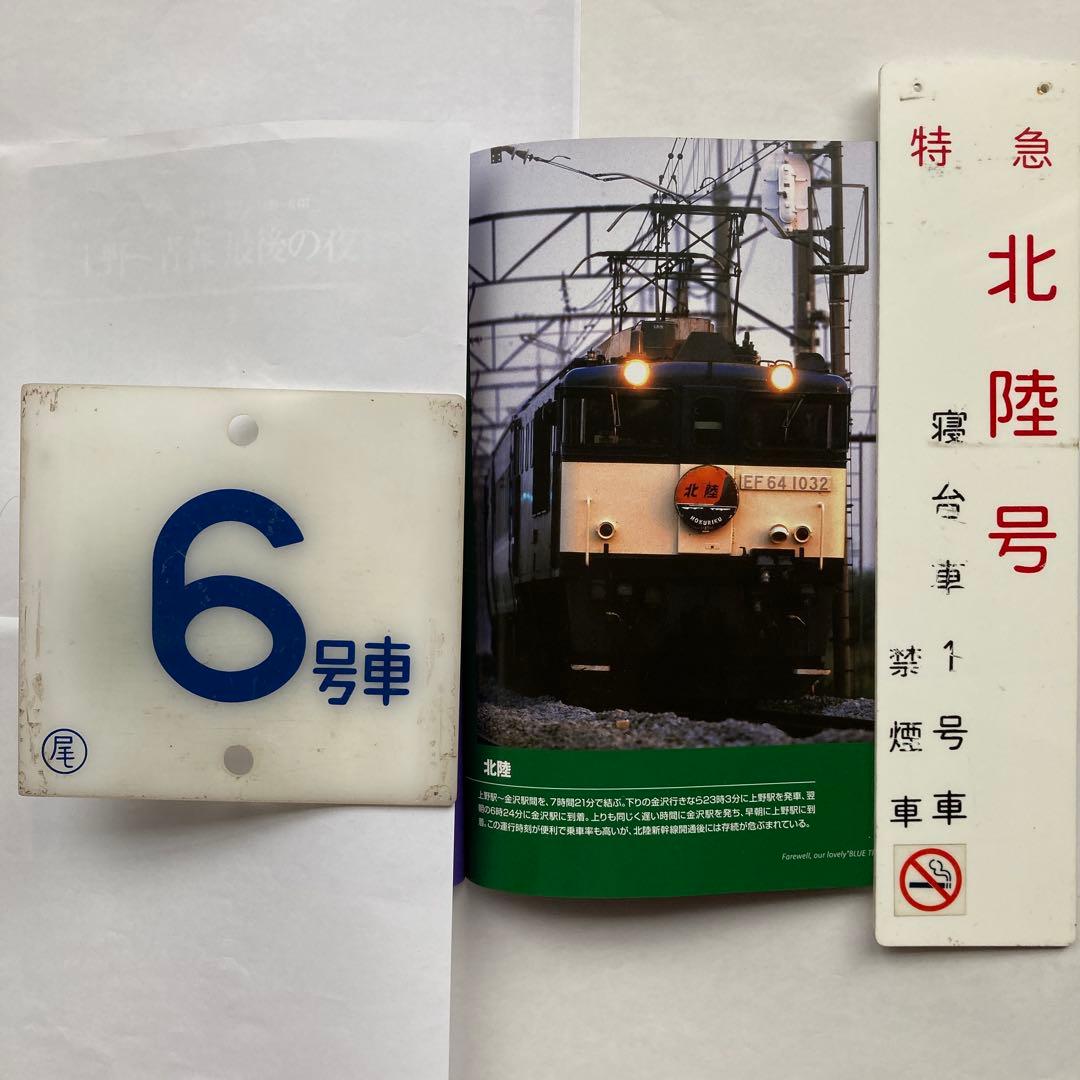 6号車
尾
北陸
HOKURIKU
EF64 1032
北陸
上野駅〜金沢駅間を、7時間21分で結ぶ。下りの金沢行きなら23時3分に上野駅を発車、翌
朝の6時24分に金沢駅に到着。上りも同じく遅い時間に金沢駅を発ち、早朝に上野駅に到
着。この運行時刻が便利で乗車率も高いが、北陸新幹線開通後には存続が危ぶまれている。
Farewell, our lovely"BLUE
特急
北陸号
寝台車1号車
禁煙車